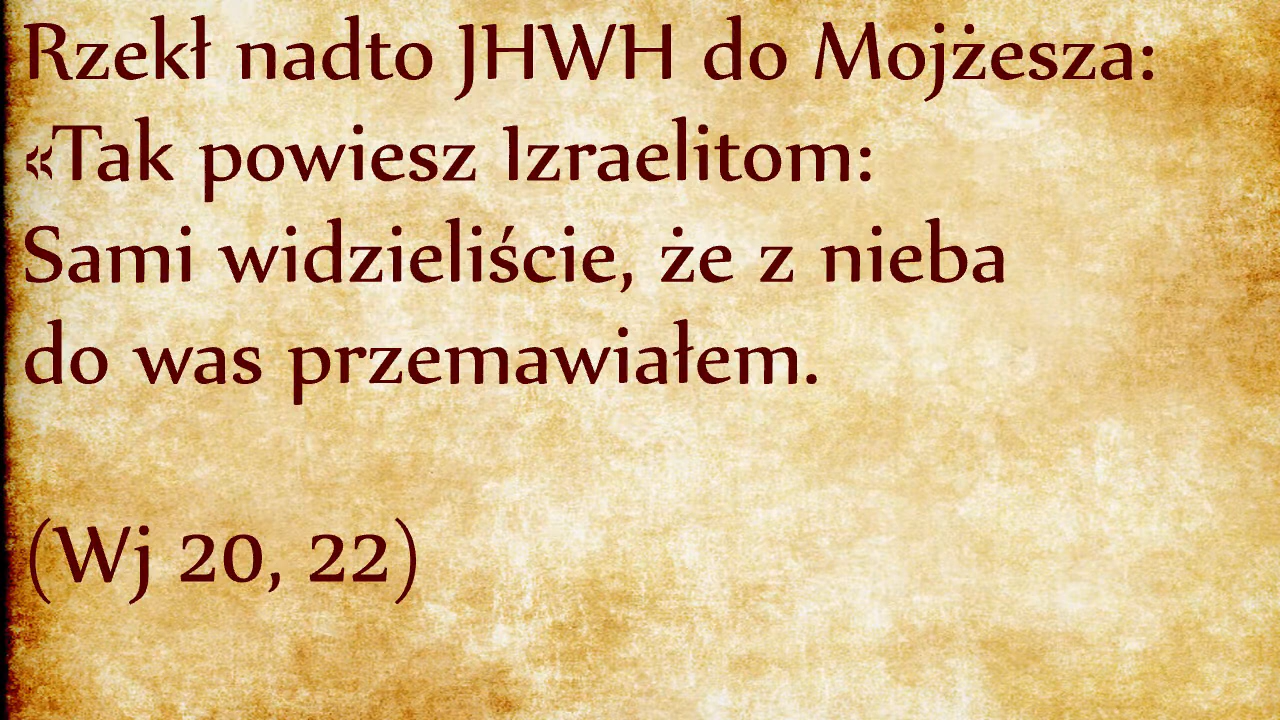 Rzekł nadto JHWH do Mojżesza:
«Tak powiesz Izraelitom:
Sami widzieliście, że z nieba
do was przemawiałem.
(Wj 20, 22)